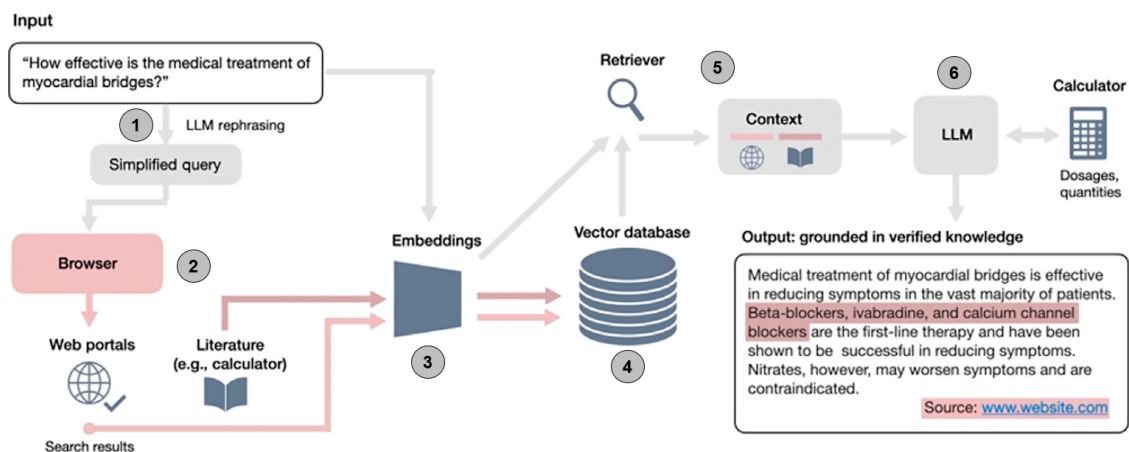 Input
“How effective is the medical treatment of
myocardial bridges?”
1
LLM rephrasing
Simplified query
Browser
2
Web portals
Search results
Literature
(e.g., calculator)
Embeddings
3
Vector database
4
Retriever
5
Context
6
LLM
Calculator
Dosages,
quantities
Output: grounded in verified knowledge
Medical treatment of myocardial bridges is effective
in reducing symptoms in the vast majority of patients.
Beta-blockers, ivabradine, and calcium channel
blockers are the first-line therapy and have been
shown to be successful in reducing symptoms.
Nitrates, however, may worsen symptoms and are
contraindicated.
Source: www.website.com